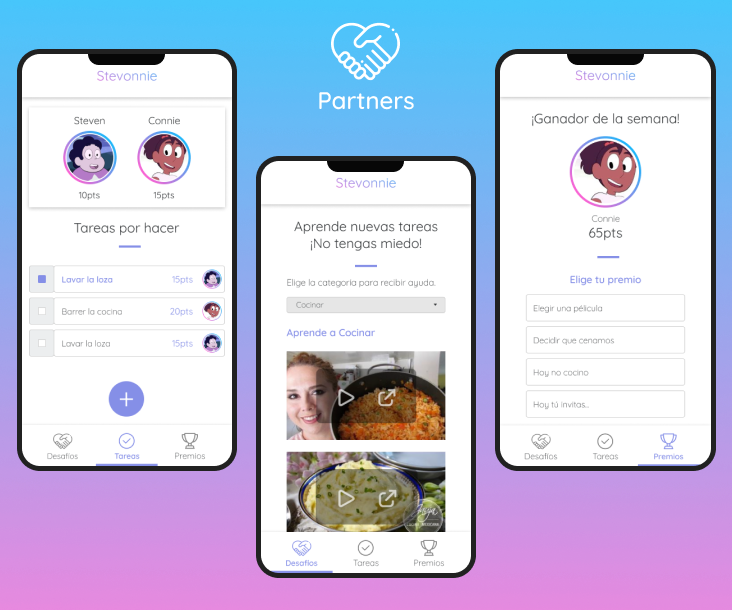 Partners
Stevonnie
Steven
Connie
10pts
15pts
Tareas por hacer
Lavar la loza
15pts
Barrer la cocina
20pts
Lavar la loza
15pts
Desafíos
Tareas
Premios
Stevonnie
Aprende nuevas tareas
¡No tengas miedo!
Elige la categoría para recibir ayuda.
Cocinar
Aprende a Cocinar
Desafíos
Tareas
Premios
Stevonnie
¡Ganador de la semana!
Connie
65pts
Elige tu premio
Elegir una película
Decidir que cenamos
Hoy no cocino
Hoy tú invitas...
Desafíos
Tareas
Premios